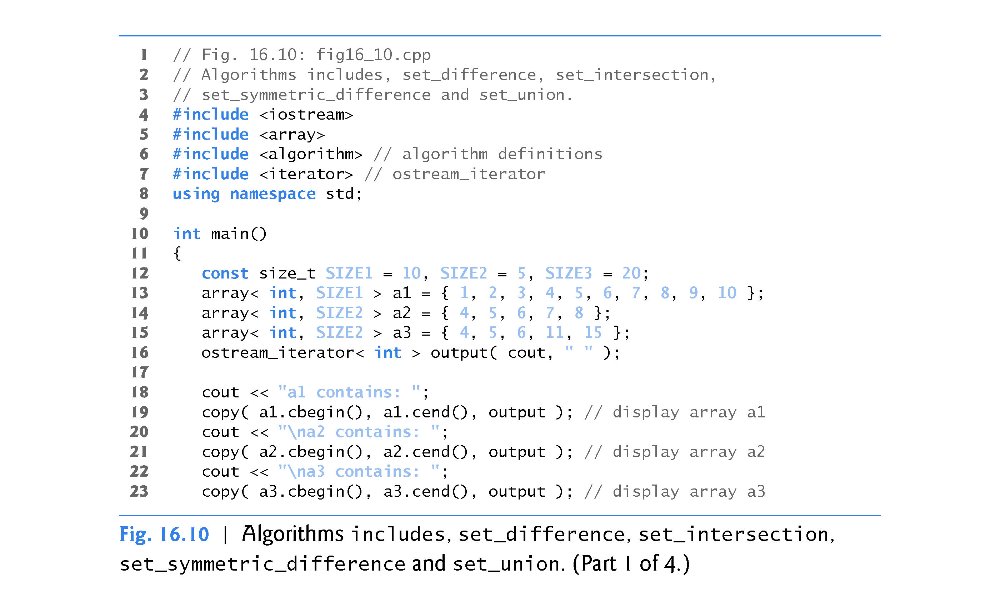 1 // Fig. 16.10: fig16_10.cpp
2 // Algorithms includes, set_difference, set_intersection,
3 // set_symmetric_difference and set_union.
4 #include <iostream>
5 #include <array>
6 #include <algorithm> // algorithm definitions
7 #include <iterator> // ostream_iterator
8 using namespace std;
9
10 int main()
11 {
12    const size_t SIZE1 = 10, SIZE2 = 5, SIZE3 = 20;
13    array< int, SIZE1 > a1 = { 1, 2, 3, 4, 5, 6, 7, 8, 9, 10 };
14    array< int, SIZE2 > a2 = { 4, 5, 6, 7, 8 };
15    array< int, SIZE2 > a3 = { 4, 5, 6, 11, 15 };
16    ostream_iterator< int > output( cout, " " );
17
18    cout << "a1 contains: ";
19    copy( a1.cbegin(), a1.cend(), output ); // display array a1
20    cout << "\na2 contains: ";
21    copy( a2.cbegin(), a2.cend(), output ); // display array a2
22    cout << "\na3 contains: ";
23    copy( a3.cbegin(), a3.cend(), output ); // display array a3
Fig. 16.10 | Algorithms includes, set_difference, set_intersection,
set_symmetric_difference and set_union. (Part 1 of 4.)